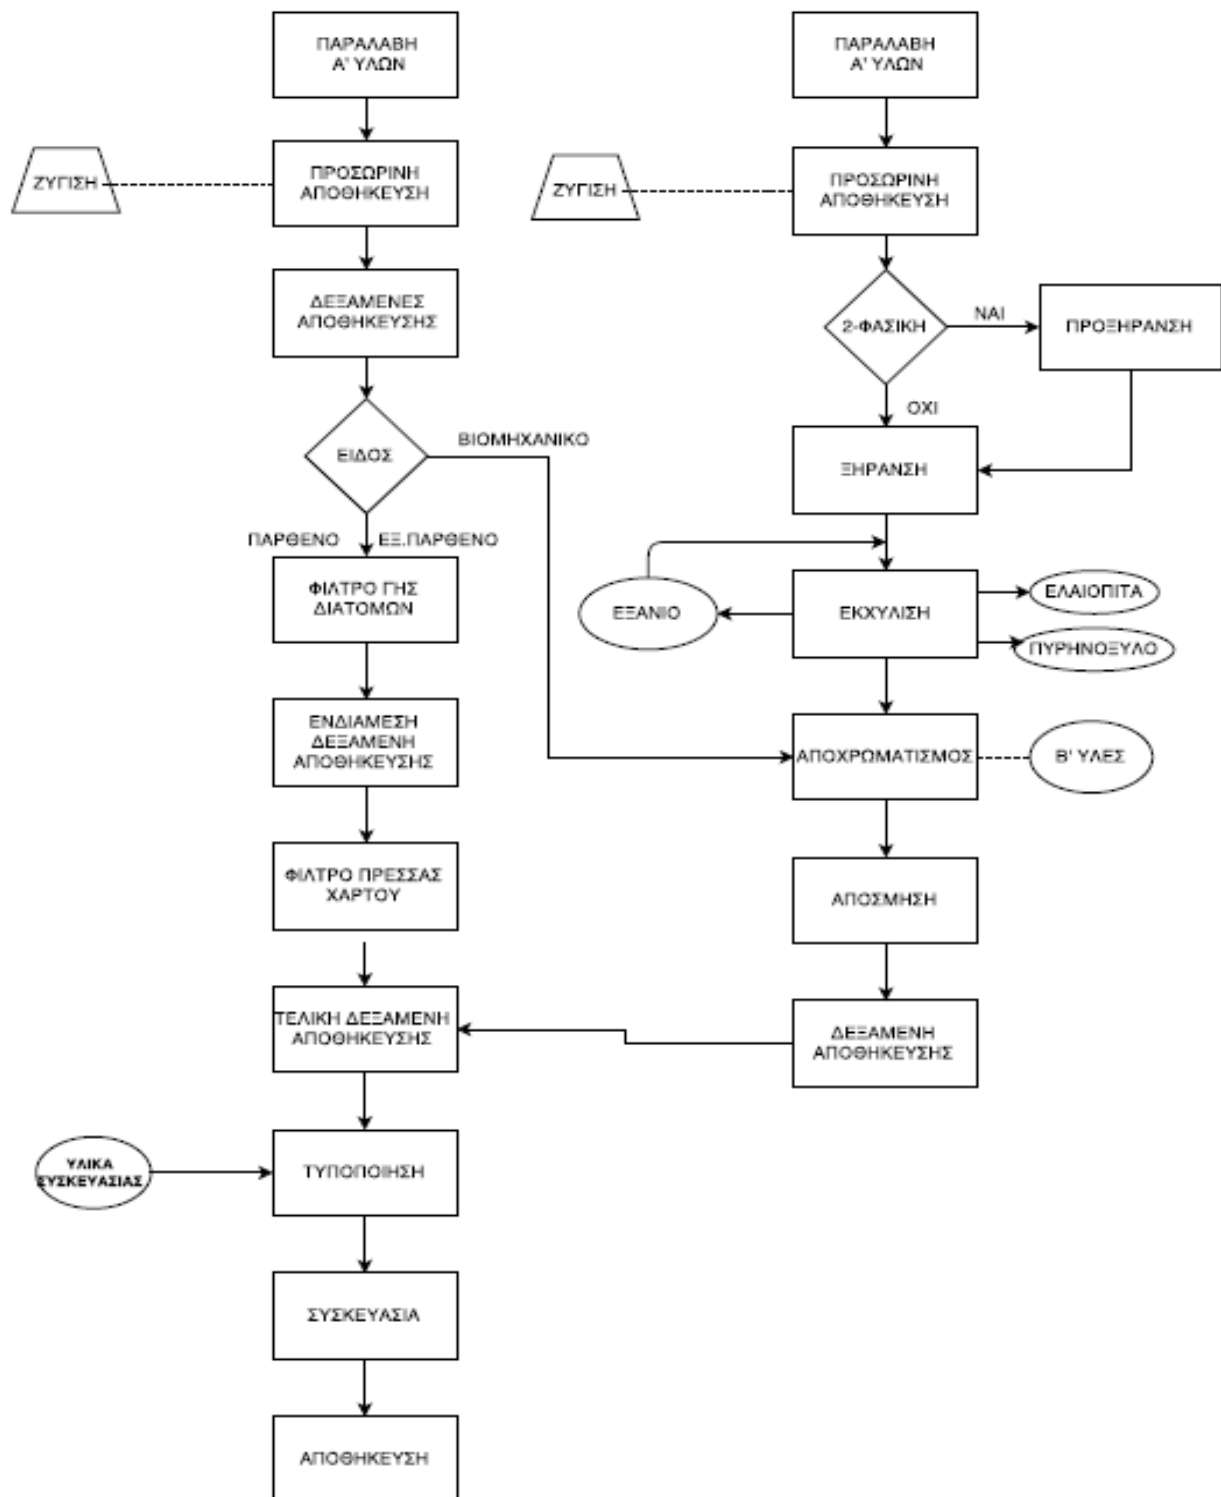 ΠΑΡΑΛΑΒΗ
Α' ΥΛΩΝ
ΖΥΓΙΣΗ
ΠΡΟΣΩΡΙΝΗ
ΑΠΟΘΗΚΕΥΣΗ
ΔΕΞΑΜΕΝΕΣ
ΑΠΟΘΗΚΕΥΣΗΣ
ΕΙΔΟΣ
ΒΙΟΜΗΧΑΝΙΚΟ
ΠΑΡΘΕΝΟ
ΕΞ.ΠΑΡΘΕΝΟ
ΦΙΛΤΡΟ ΓΗΣ
ΔΙΑΤΟΜΩΝ
ΕΝΔΙΑΜΕΣΗ
ΔΕΞΑΜΕΝΗ
ΑΠΟΘΗΚΕΥΣΗΣ
ΦΙΛΤΡΟ ΠΡΕΣΣΑΣ
ΧΑΡΤΟΥ
ΤΕΛΙΚΗ ΔΕΞΑΜΕΝΗ
ΑΠΟΘΗΚΕΥΣΗΣ
ΥΛΙΚΑ
ΣΥΣΚΕΥΑΣΙΑΣ
ΤΥΠΟΠΟΙΗΣΗ
ΣΥΣΚΕΥΑΣΙΑ
ΑΠΟΘΗΚΕΥΣΗ
ΠΑΡΑΛΑΒΗ
Α' ΥΛΩΝ
ΖΥΓΙΣΗ
ΠΡΟΣΩΡΙΝΗ
ΑΠΟΘΗΚΕΥΣΗ
2-ΦΑΣΙΚΗ
ΝΑΙ
ΠΡΟΞΗΡΑΝΣΗ
ΟΧΙ
ΞΗΡΑΝΣΗ
ΕΞΑΝΙΟ
ΕΚΧΥΛΙΣΗ
ΕΛΑΙΟΠΙΤΑ
ΠΥΡΗΝΟΞΥΛΟ
ΑΠΟΧΡΩΜΑΤΙΣΜΟΣ
Β' ΥΛΕΣ
ΑΠΟΣΜΗΣΗ
ΔΕΞΑΜΕΝΗ
ΑΠΟΘΗΚΕΥΣΗΣ